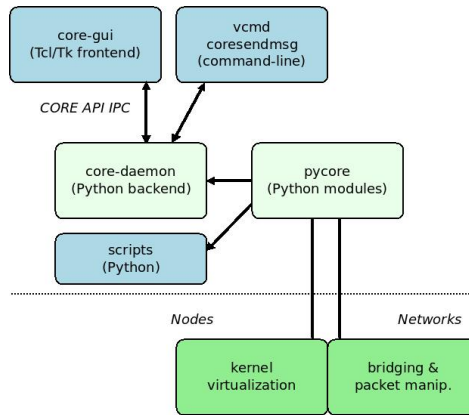 core-gui
(Tcl/Tk frontend)
vcmd
coresendmsg
(command-line)
CORE API IPC
core-daemon
(Python backend)
pycore
(Python modules)
scripts
(Python)
Nodes
Networks
kernel
virtualization
bridging &
packet manip.